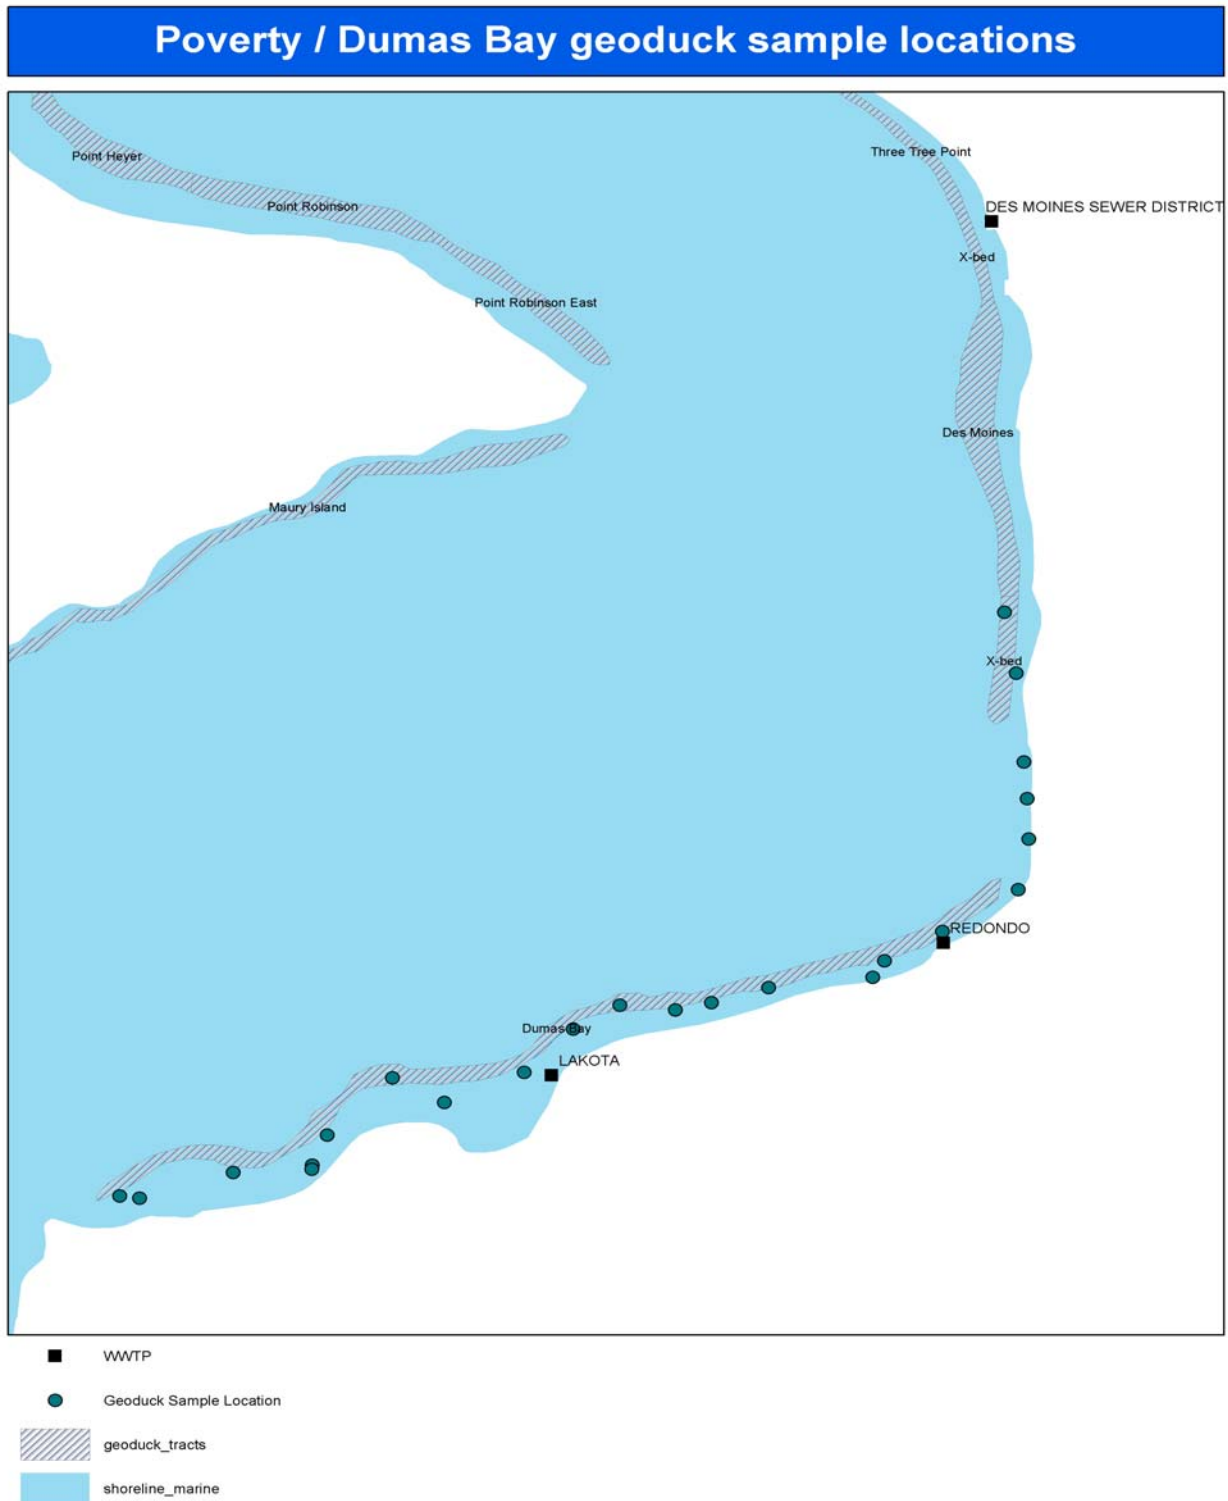 Poverty / Dumas Bay geoduck sample locations
Three Tree Point
Point Heyer
Point Robinson
DES MOINES SEWER DISTRICT
X-bed
Point Robinson East
Des Moines
Maury Island
X-bed
REDONDO
Dumas Bay
LAKOTA
WWTP
Geoduck Sample Location
geoduck_tracts
shoreline_marine